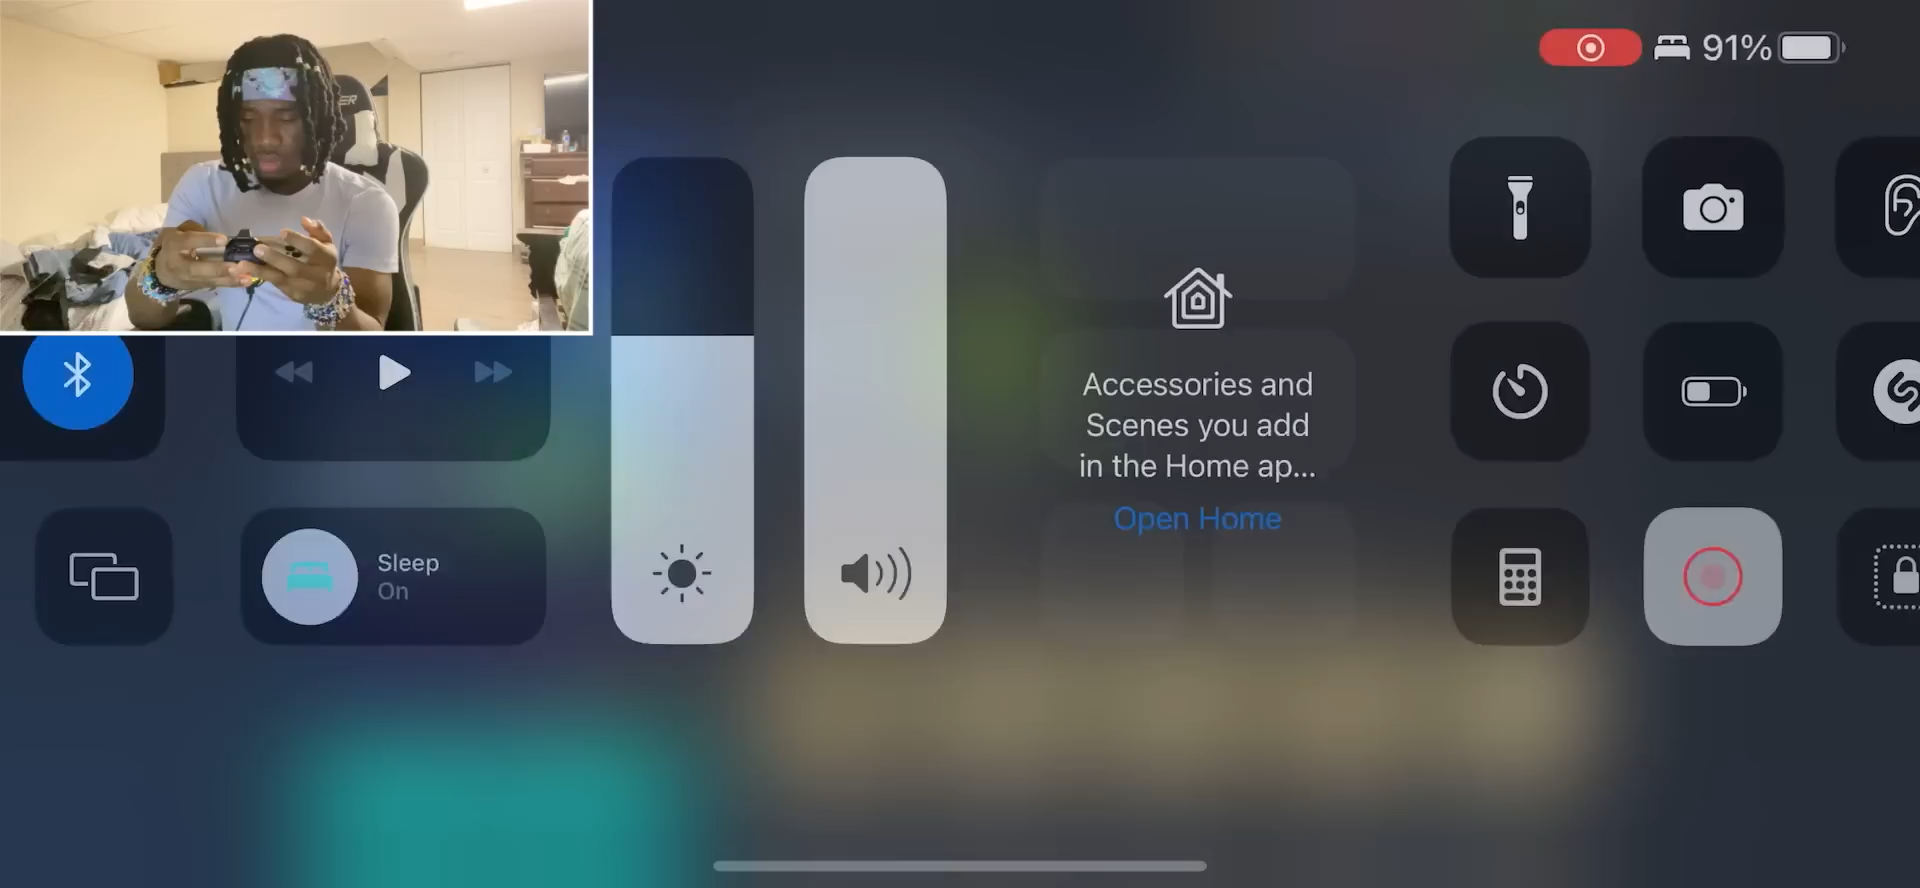 91%
Accessories and
Scenes you add
in the Home ap...
Open Home
Sleep
On